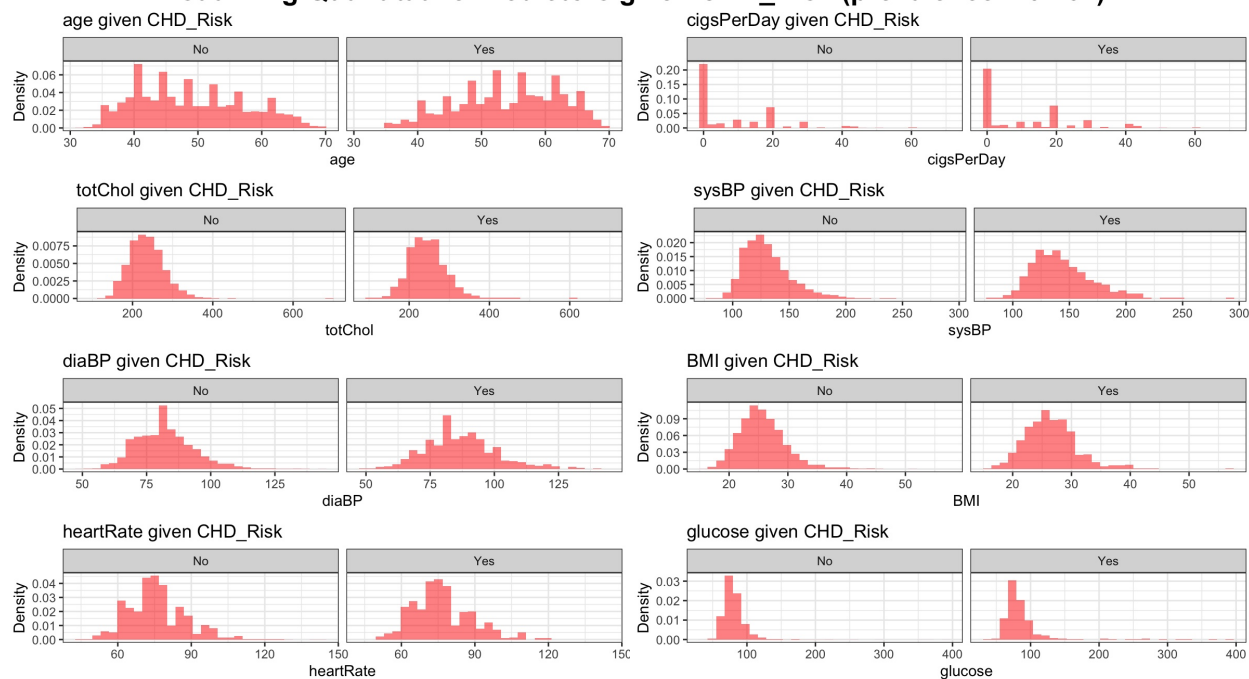 age given CHD_Risk
No Yes
Density
0.06
0.04
0.02
0.00
30 40 50 60 70 30 40 50 60 70
age
cigsPerDay given CHD_Risk
No Yes
Density
0.20
0.15
0.10
0.05
0.00
0 20 40 60 0 20 40 60
cigsPerDay
totChol given CHD_Risk
No Yes
Density
0.0075
0.0050
0.0025
0.0000
200 400 600 200 400 600
totChol
sysBP given CHD_Risk
No Yes
Density
0.020
0.015
0.010
0.005
0.000
100 150 200 250 300 100 150 200 250 300
sysBP
diaBP given CHD_Risk
No Yes
Density
0.05
0.04
0.03
0.02
0.01
0.00
50 75 100 125 50 75 100 125
diaBP
BMI given CHD_Risk
No Yes
Density
0.09
0.06
0.03
0.00
20 30 40 50 20 30 40 50
BMI
heartRate given CHD_Risk
No Yes
Density
0.04
0.03
0.02
0.01
0.00
60 90 120 150 60 90 120
heartRate
glucose given CHD_Risk
No Yes
Density
0.03
0.02
0.01
0.00
100 200 300 400 100 200 300 400
glucose